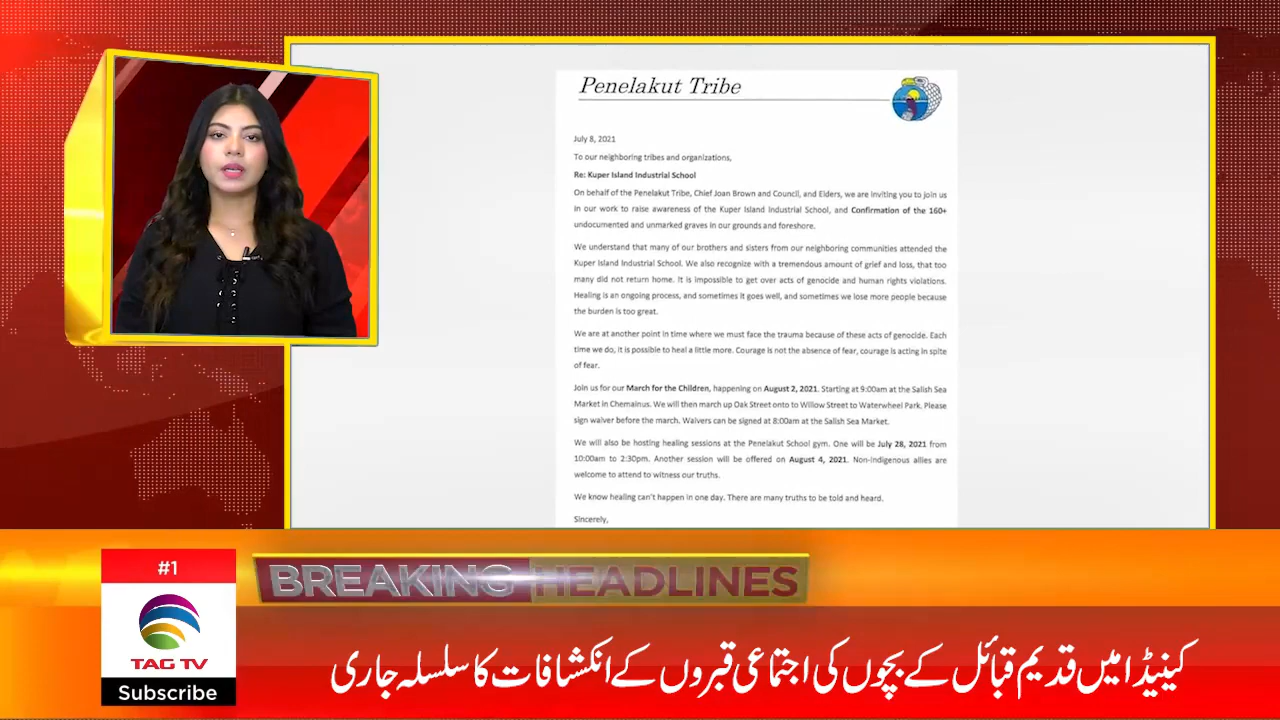 Penelakut Tribe
July 8, 2021
To our neighboring tribes and organizations,
Re: Kuper Island Industrial School
On behalf of the Penelakut Tribe, Chief Joan Brown and Council, and Elders, we are inviting you to join us
in our work to raise awareness of the Kuper Island Industrial School, and Confirmation of the 160+
undocumented and unmarked graves in our grounds and foreshore.
We understand that many of our brothers and sisters from our neighboring communities attended the
Kuper Island Industrial School. We also recognize with a tremendous amount of grief and loss, that too
many did not return home. It is impossible to get over acts of genocide and human rights violations.
Healing is an ongoing process, and sometimes it goes well, and sometimes we lose more people because
the burden is too great.
We are at another point in time where we must face the trauma because of these acts of genocide. Each
time we do, it is possible to heal a little more. Courage is not the absence of fear, courage is acting in spite
of fear.
Join us for our March for the Children, happening on August 2, 2021. Starting at 9:00am at the Salish Sea
Market in Chemainus. We will then march up Oak Street onto to Willow Street to Waterwheel Park. Please
sign waiver before the march. Waivers can be signed at 8:00am at the Salish Sea Market.
We will also be hosting healing sessions at the Penelakut School gym. One will be July 28, 2021 from
10:00am to 2:30pm. Another session will be offered on August 4, 2021. Non-Indigenous allies are
welcome to attend to witness our truths.
We know healing can't happen in one day. There are many truths to be told and heard.
Sincerely,
#1
TAG TV
Subscribe
BREAKING HEADLINES
کینیڈا میں قدیم قبائل کے بچوں کی اجتماعی قبروں کے انکشافات کا سلسلہ جاری